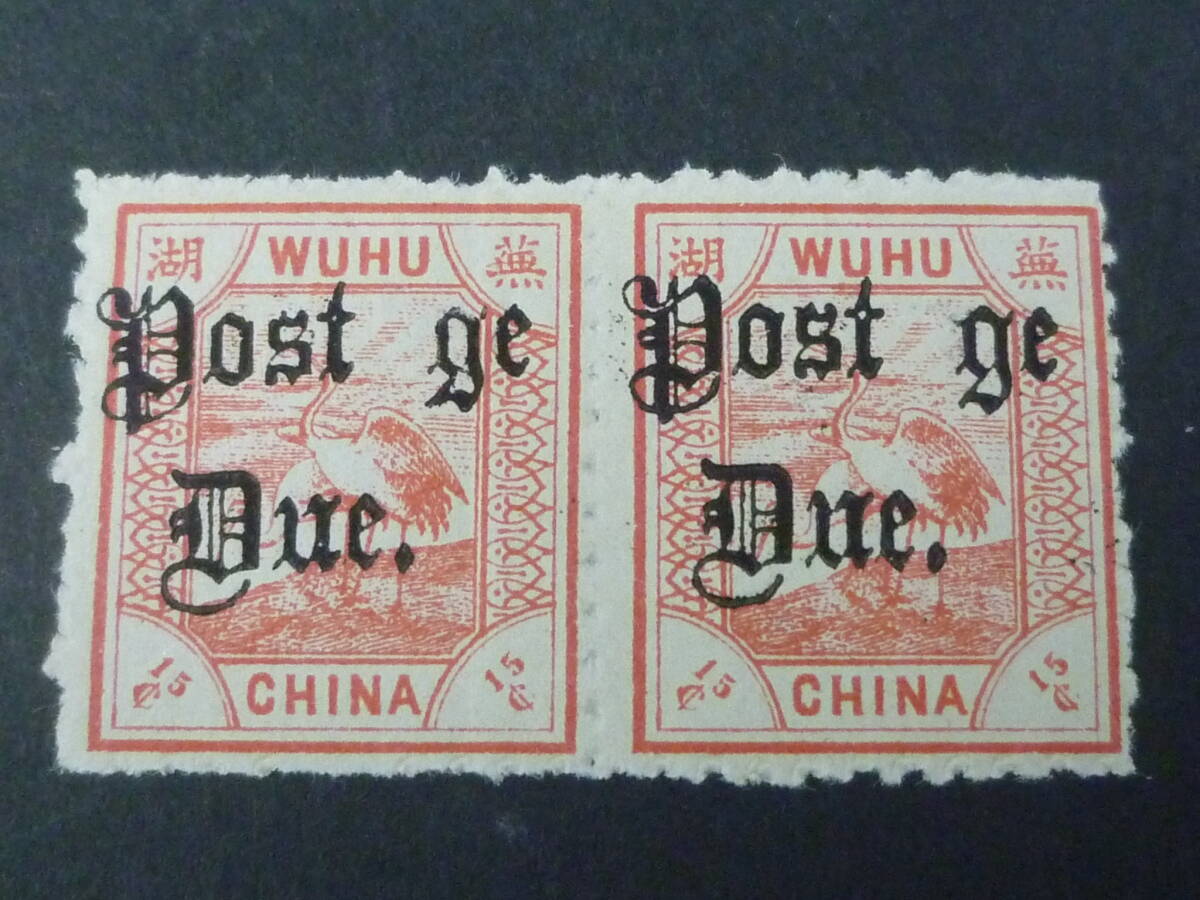 湖 WUHU 蕪
Post ge
Due.
15¢ CHINA 15¢
湖 WUHU 蕪
Post ge
Due.
15¢ CHINA 15¢